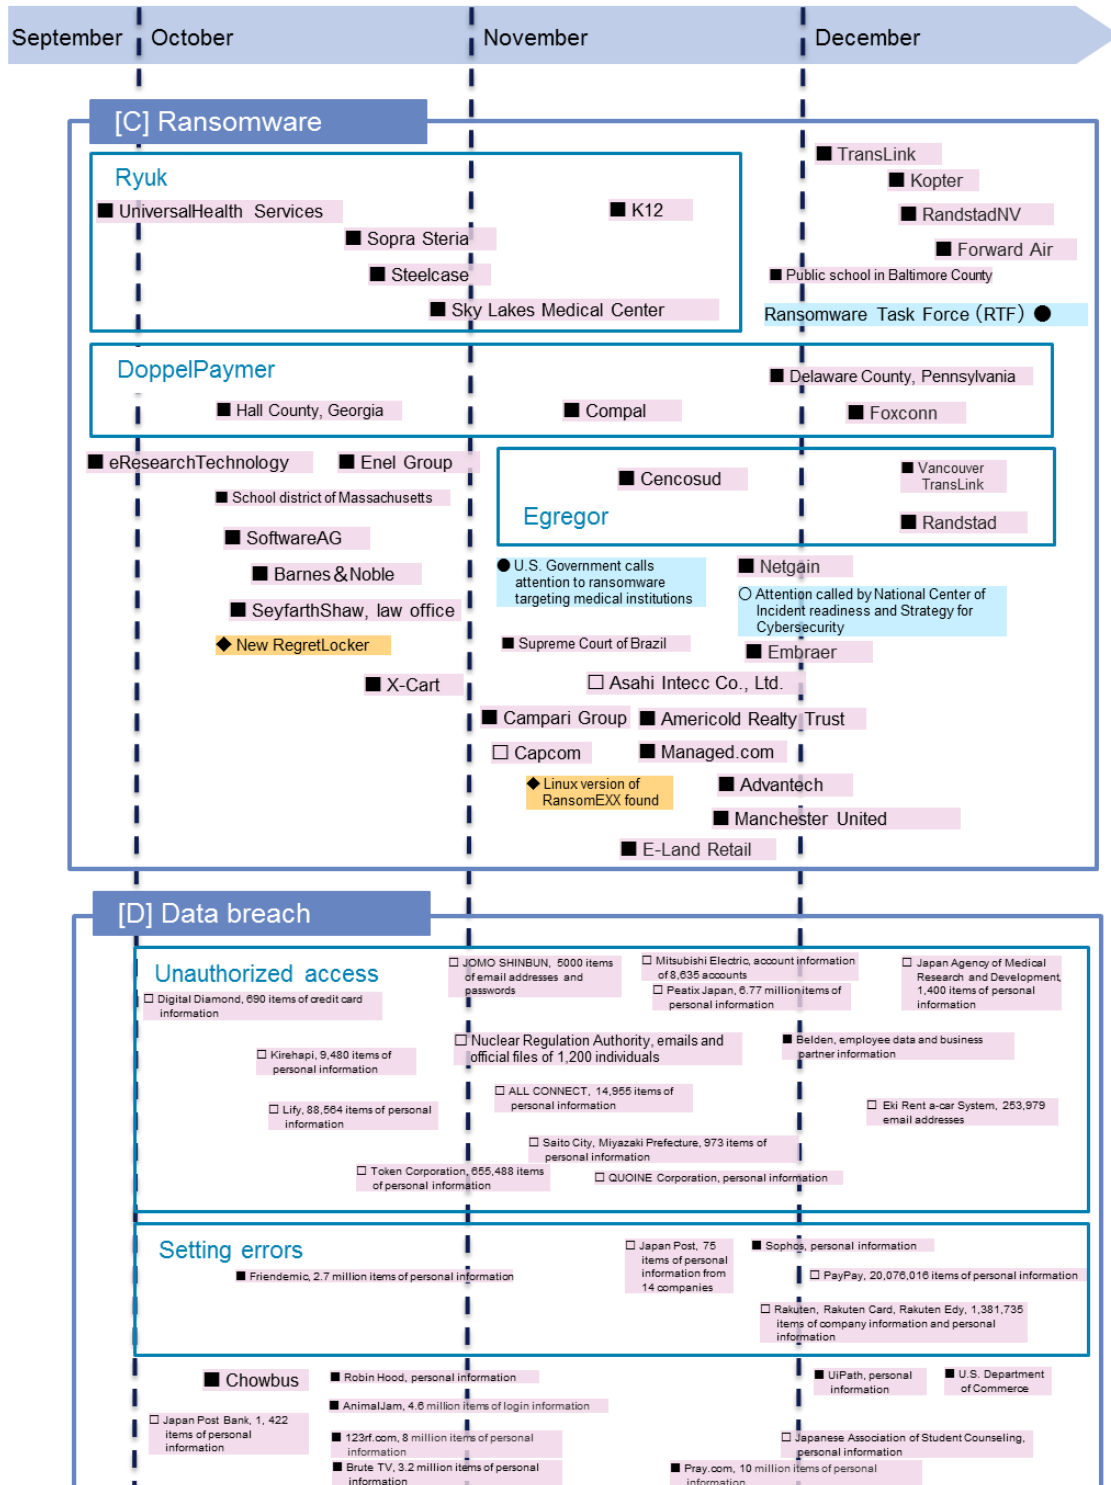 September
October
November
December
[C] Ransomware
■ TransLink
Ryuk
■ Kopter
■ UniversalHealth Services
■ K12
■ RandstadNV
■ Sopra Steria
■ Forward Air
■ Steelcase
■ Public school in Baltimore County
■ Sky Lakes Medical Center
Ransomware Task Force (RTF) ●
DoppelPaymer
■ Delaware County, Pennsylvania
■ Hall County, Georgia
■ Compal
■ Foxconn
■ eResearchTechnology
■ Enel Group
■ Cencosud
■ Vancouver
TransLink
■ School district of Massachusetts
Egregor
■ Randstad
■ SoftwareAG
● U.S. Government calls
attention to ransomware
targeting medical institutions
■ Netgain
■ Barnes&Noble
○ Attention called by National Center of
Incident readiness and Strategy for
Cybersecurity
■ SeyfarthShaw, law office
◆ New RegretLocker
■ Supreme Court of Brazil
■ Embraer
■ X-Cart
□ Asahi Intecc Co., Ltd.
■ Campari Group
■ Americold Realty Trust
□ Capcom
■ Managed.com
◆ Linux version of
RansomEXX found
■ Advantech
■ Manchester United
■ E-Land Retail
[D] Data breach
Unauthorized access
□ JOMO SHINBUN, 5000 items
of email addresses and
passwords
□ Mitsubishi Electric, account information
of 8,635 accounts
□ Japan Agency of Medical
Research and Development,
1,400 items of personal
information
□ Peatix Japan, 6.77 million items of
personal information
□ Digital Diamond, 690 items of credit card
information
□ Nuclear Regulation Authority, emails and
official files of 1,200 individuals
■ Belden, employee data and business
partner information
□ Kirehapi, 9,480 items of
personal information
□ ALL CONNECT, 14,955 items of
personal information
□ Lify, 88,564 items of personal
information
□ Eki Rent a-car System, 253,979
email addresses
□ Saito City, Miyazaki Prefecture, 973 items of
personal information
□ Token Corporation, 655,488 items
of personal information
□ QUOINE Corporation, personal information
Setting errors
□ Japan Post, 75
items of personal
information from
14 companies
■ Sophos, personal information
■ Friendemic, 2.7 million items of personal information
□ PayPay, 20,076,016 items of personal information
□ Rakuten, Rakuten Card, Rakuten Edy, 1,381,735
items of company information and personal
information
■ Chowbus
■ Robin Hood, personal information
■ UiPath, personal
information
■ U.S. Department
of Commerce
■ AnimalJam, 4.6 million items of login information
□ Japan Post Bank, 1, 422
items of personal
information
■ 123rf.com, 8 million items of personal
information
□ Japanese Association of Student Counseling,
personal information
■ Brute TV, 3.2 million items of personal
information
■ Pray.com, 10 million items of personal
information